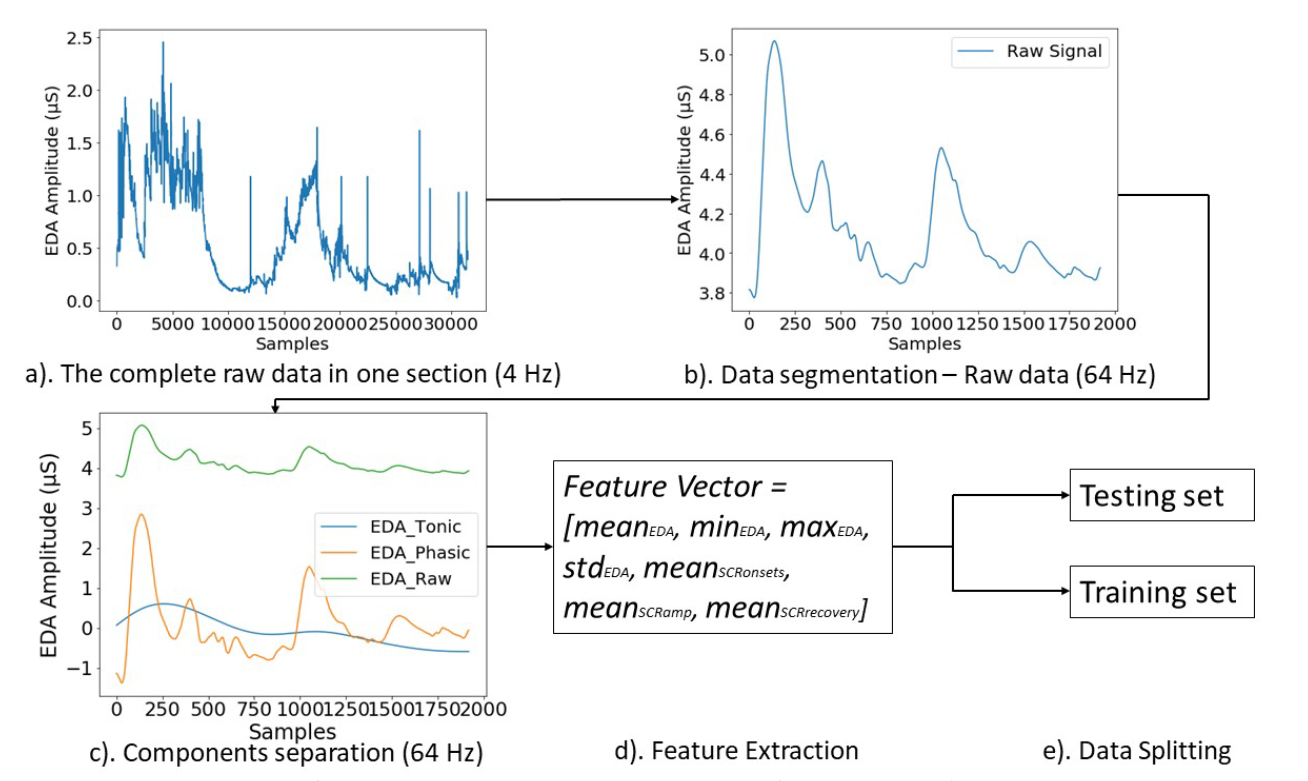 2.5
2.0
1.5
1.0
0.5
0.0
EDA Amplitude (μS)
0 5000 10000 15000 20000 25000 30000
Samples
a). The complete raw data in one section (4 Hz)
Raw Signal
5.0
4.8
4.6
4.4
4.2
4.0
3.8
EDA Amplitude (μS)
0 250 500 750 1000 1250 1500 1750 2000
Samples
b). Data segmentation – Raw data (64 Hz)
5
4
3
2
1
0
−1
EDA Amplitude (μS)
EDA_Tonic
EDA_Phasic
EDA_Raw
0 250 500 750 1000 1250 1500 1750 2000
Samples
c). Components separation (64 Hz)
Feature Vector =
[meanEDA, minEDA, maxEDA,
stdEDA, meanSCRonsets,
meanSCRamp, meanSCRrecovery]
d). Feature Extraction
Testing set
Training set
e). Data Splitting